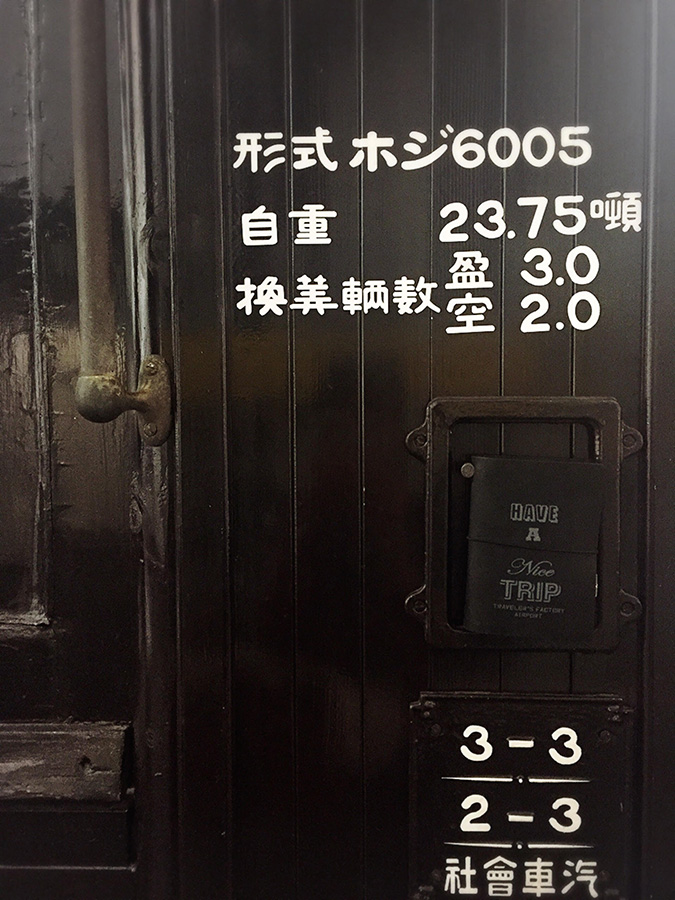 形式 ホジ6005
自重 23.75噸
換算輌数 盈 3.0
空 2.0
HAVE
A
Nice
TRIP
TRAVELER'S FACTORY
AIRPORT
3-3
2-3
社會車汽